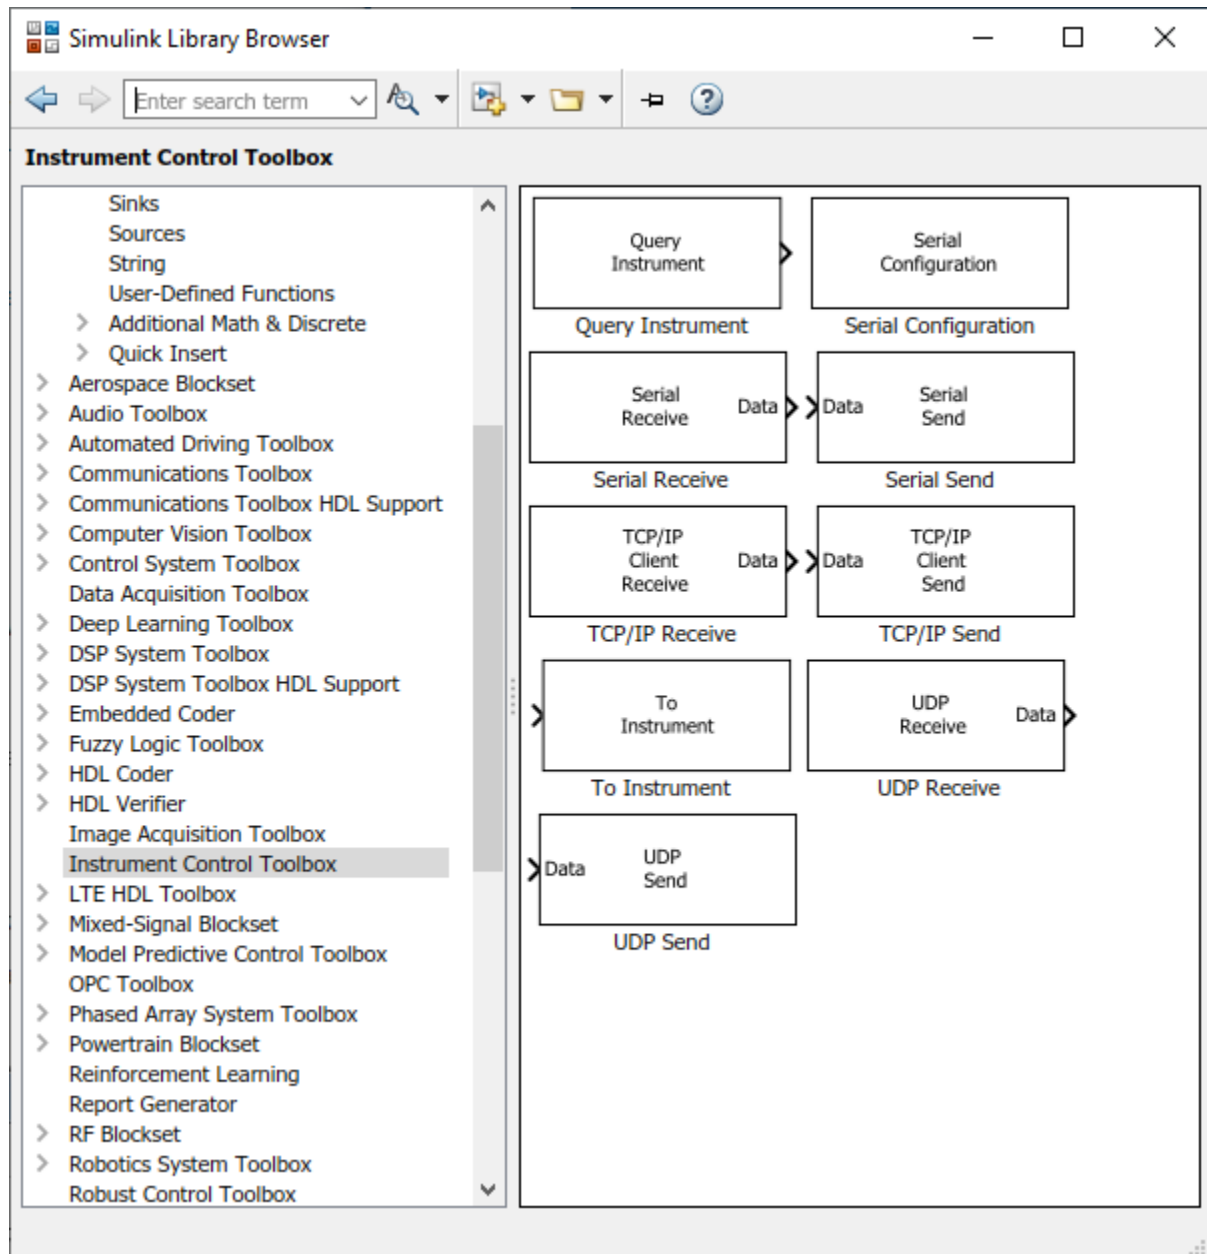 Simulink Library Browser
Enter search term
Instrument Control Toolbox
Sinks
Sources
String
User-Defined Functions
Additional Math & Discrete
Quick Insert
Aerospace Blockset
Audio Toolbox
Automated Driving Toolbox
Communications Toolbox
Communications Toolbox HDL Support
Computer Vision Toolbox
Control System Toolbox
Data Acquisition Toolbox
Deep Learning Toolbox
DSP System Toolbox
DSP System Toolbox HDL Support
Embedded Coder
Fuzzy Logic Toolbox
HDL Coder
HDL Verifier
Image Acquisition Toolbox
Instrument Control Toolbox
LTE HDL Toolbox
Mixed-Signal Blockset
Model Predictive Control Toolbox
OPC Toolbox
Phased Array System Toolbox
Powertrain Blockset
Reinforcement Learning
Report Generator
RF Blockset
Robotics System Toolbox
Robust Control Toolbox
Query
Instrument
Query Instrument
Serial
Configuration
Serial Configuration
Serial
Receive
Data
Serial Receive
Data
Serial
Send
Serial Send
TCP/IP
Client
Receive
Data
TCP/IP Receive
Data
TCP/IP
Client
Send
TCP/IP Send
To
Instrument
To Instrument
UDP
Receive
Data
UDP Receive
Data
UDP
Send
UDP Send